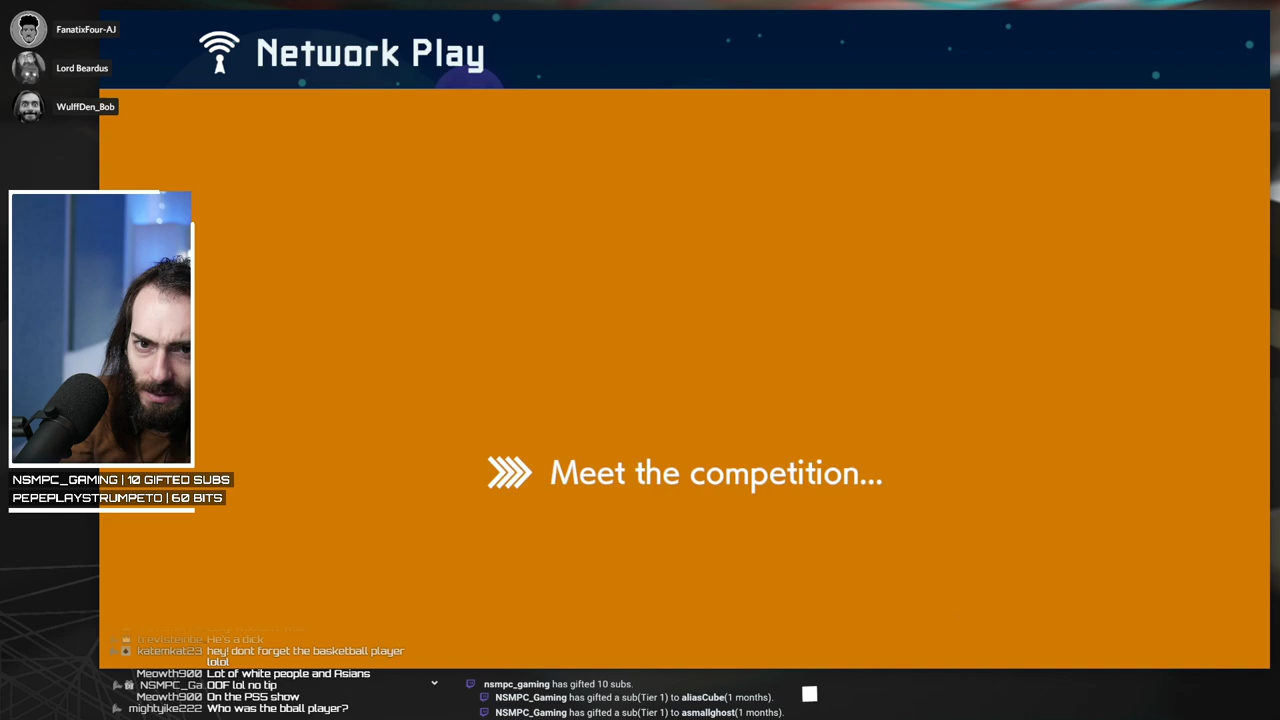 FanatixFour-AJ
Network Play
Lord Beardus
WulffDen_Bob
NSMPC_GAMING | 10 GIFTED SUBS
PEPEPLAYSTRUMPETO | 60 BITS
Meet the competition...
trevtsteinbe He's a dick
katemkat23 hey! dont forget the basketball player
lolol
Meowth900 Lot of white people and Asians
NSMPC_Ga OOF lol no tip
Meowth900 On the PS5 show
mightyike222 Who was the bball player?
nsmpc_gaming has gifted 10 subs.
NSMPC_Gaming has gifted a sub(Tier 1) to aliasCube(1 months).
NSMPC_Gaming has gifted a sub(Tier 1) to asmallghost(1 months).